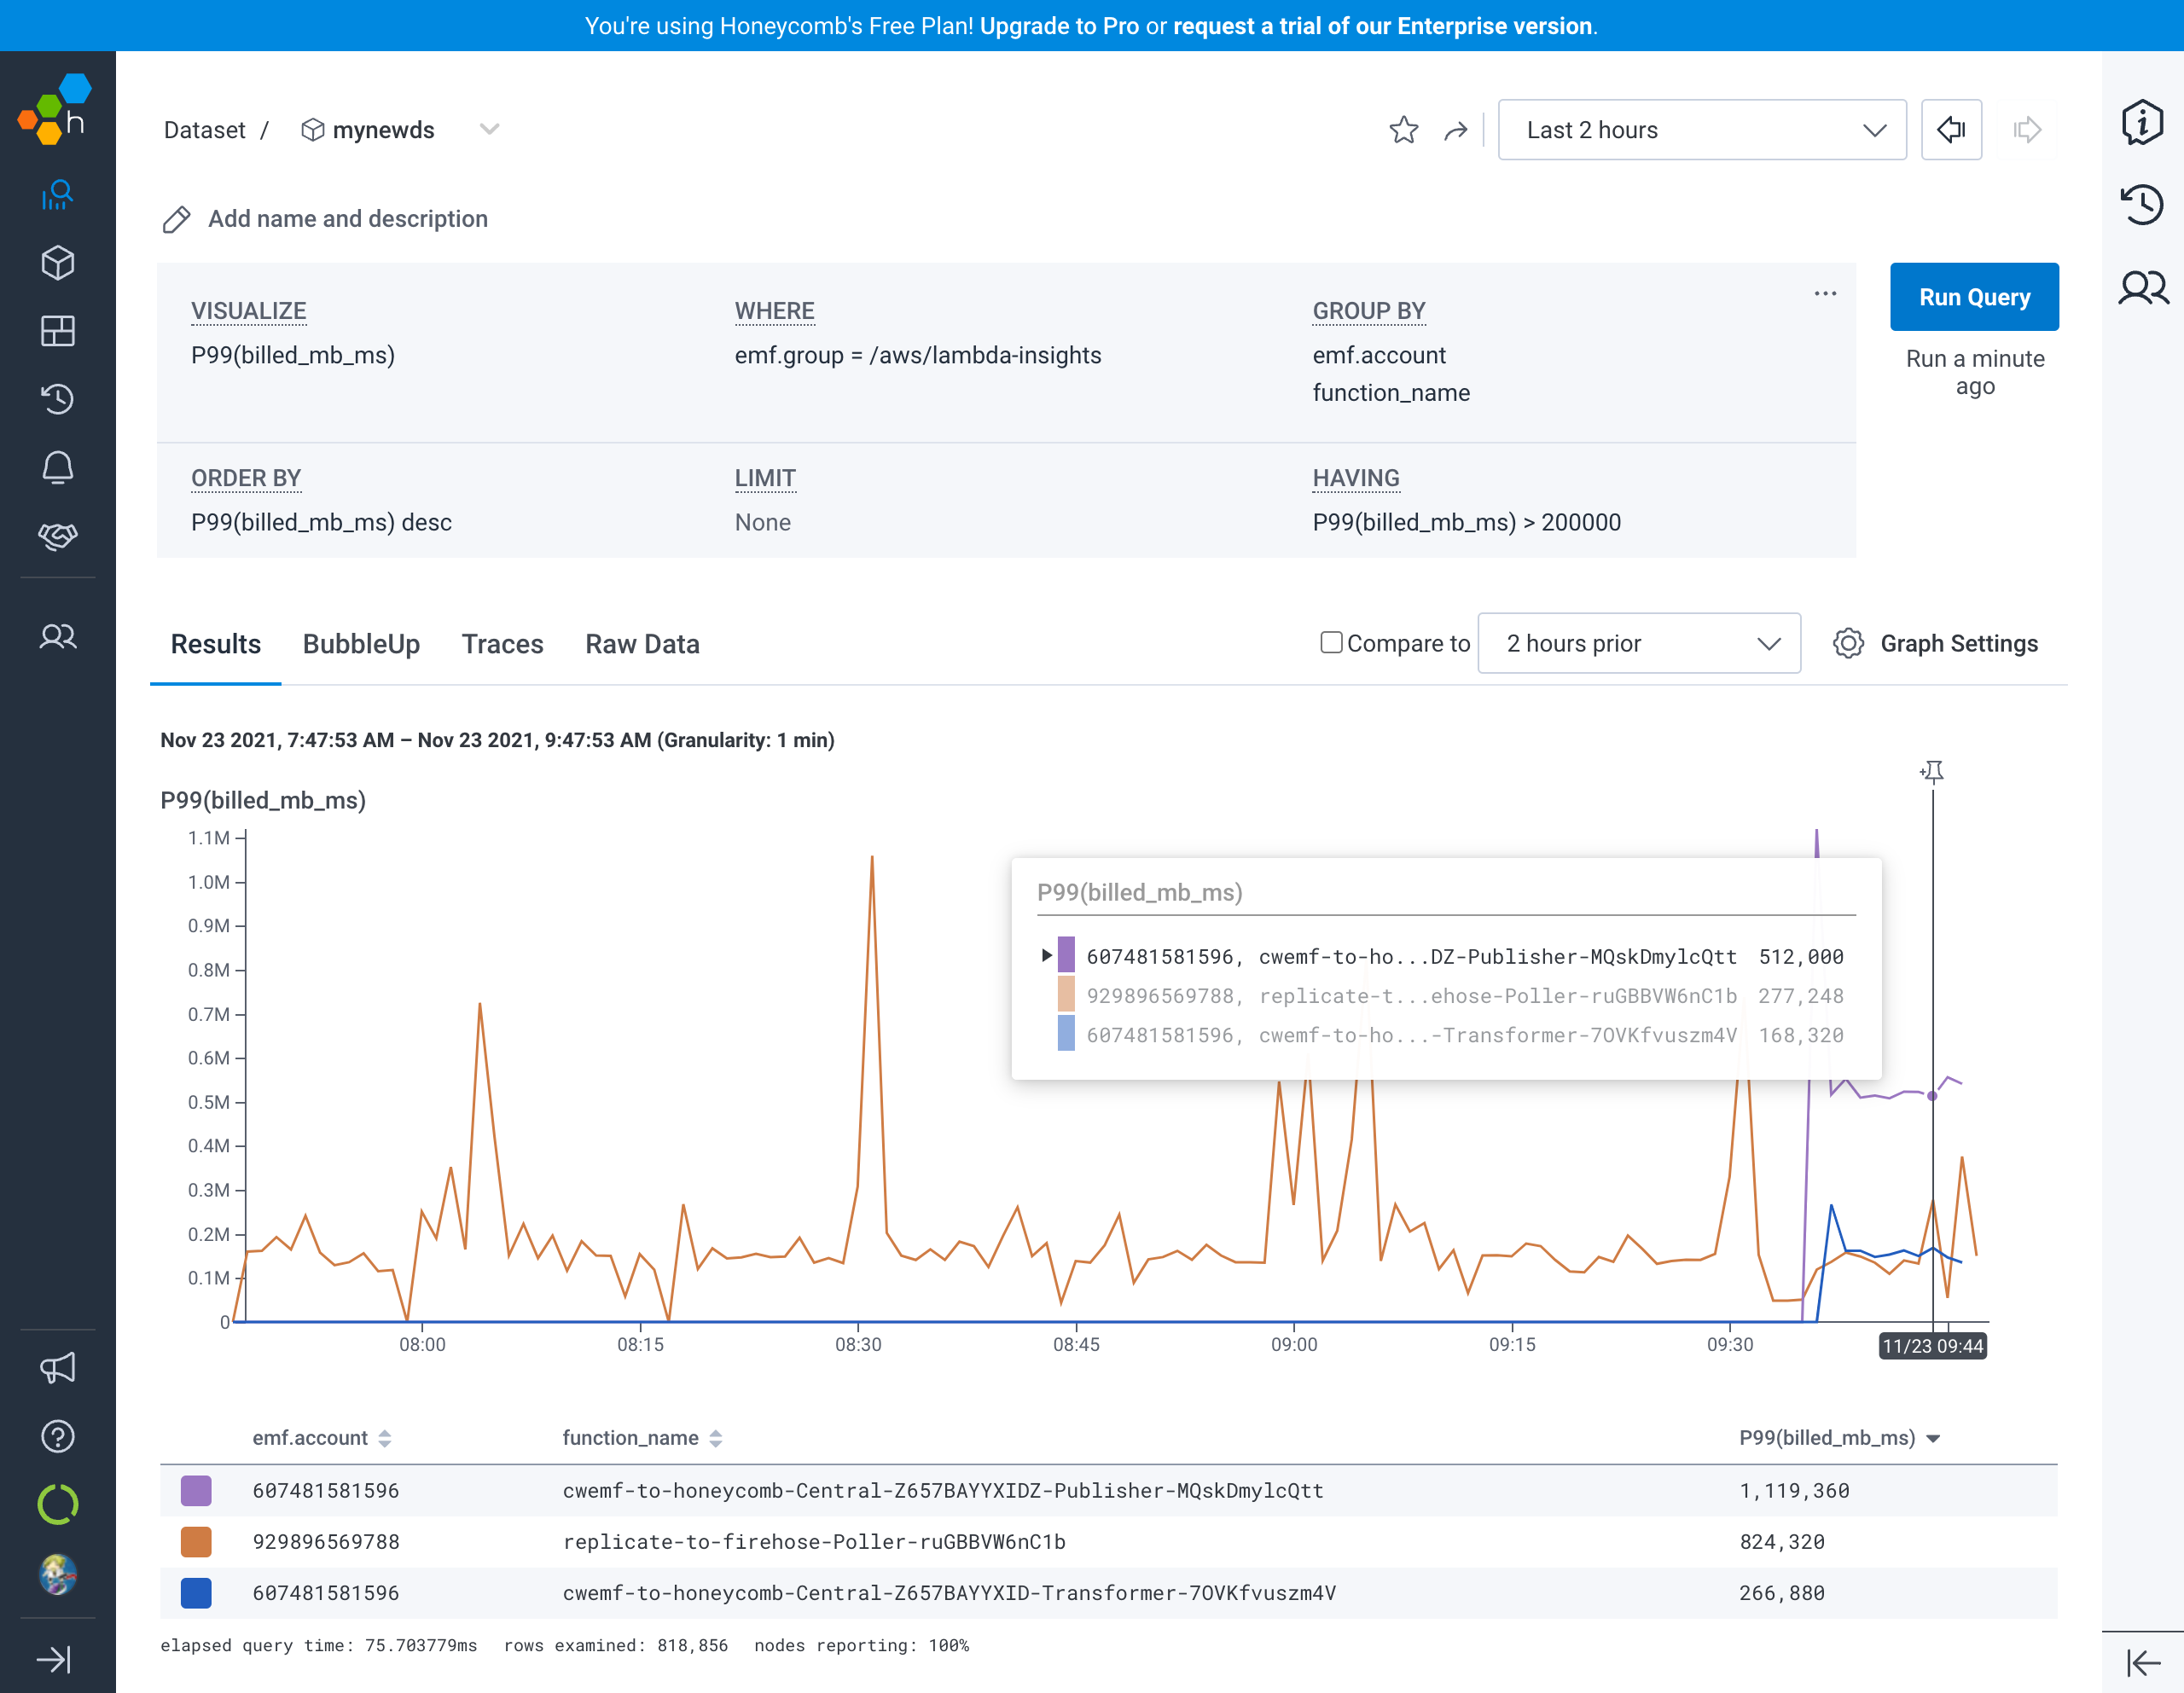 You're using Honeycomb's Free Plan! Upgrade to Pro or request a trial of our Enterprise version.
h
Dataset / mynewds
Last 2 hours
Add name and description
VISUALIZE WHERE GROUP BY
P99(billed_mb_ms) emf.group = /aws/lambda-insights emf.account
function_name
Run Query
Run a minute
ago
ORDER BY LIMIT HAVING
P99(billed_mb_ms) desc None P99(billed_mb_ms) > 200000
Results BubbleUp Traces Raw Data Compare to 2 hours prior Graph Settings
Nov 23 2021, 7:47:53 AM – Nov 23 2021, 9:47:53 AM (Granularity: 1 min)
P99(billed_mb_ms)
1.1M
1.0M
0.9M
0.8M
0.7M
0.6M
0.5M
0.4M
0.3M
0.2M
0.1M
0
P99(billed_mb_ms)
607481581596, cwemf-to-ho...DZ-Publisher-MQskDmylcQtt 512,000
929896569788, replicate-t...ehose-Poller-ruGBBVW6nC1b 277,248
607481581596, cwemf-to-ho...-Transformer-7OVKfvuszm4V 168,320
08:00 08:15 08:30 08:45 09:00 09:15 09:30 11/23 09:44
emf.account function_name P99(billed_mb_ms)
607481581596 cwemf-to-honeycomb-Central-Z657BAYYXIDZ-Publisher-MQskDmylcQtt 1,119,360
929896569788 replicate-to-firehose-Poller-ruGBBVW6nC1b 824,320
607481581596 cwemf-to-honeycomb-Central-Z657BAYYXID-Transformer-7OVKfvuszm4V 266,880
elapsed query time: 75.703779ms rows examined: 818,856 nodes reporting: 100%